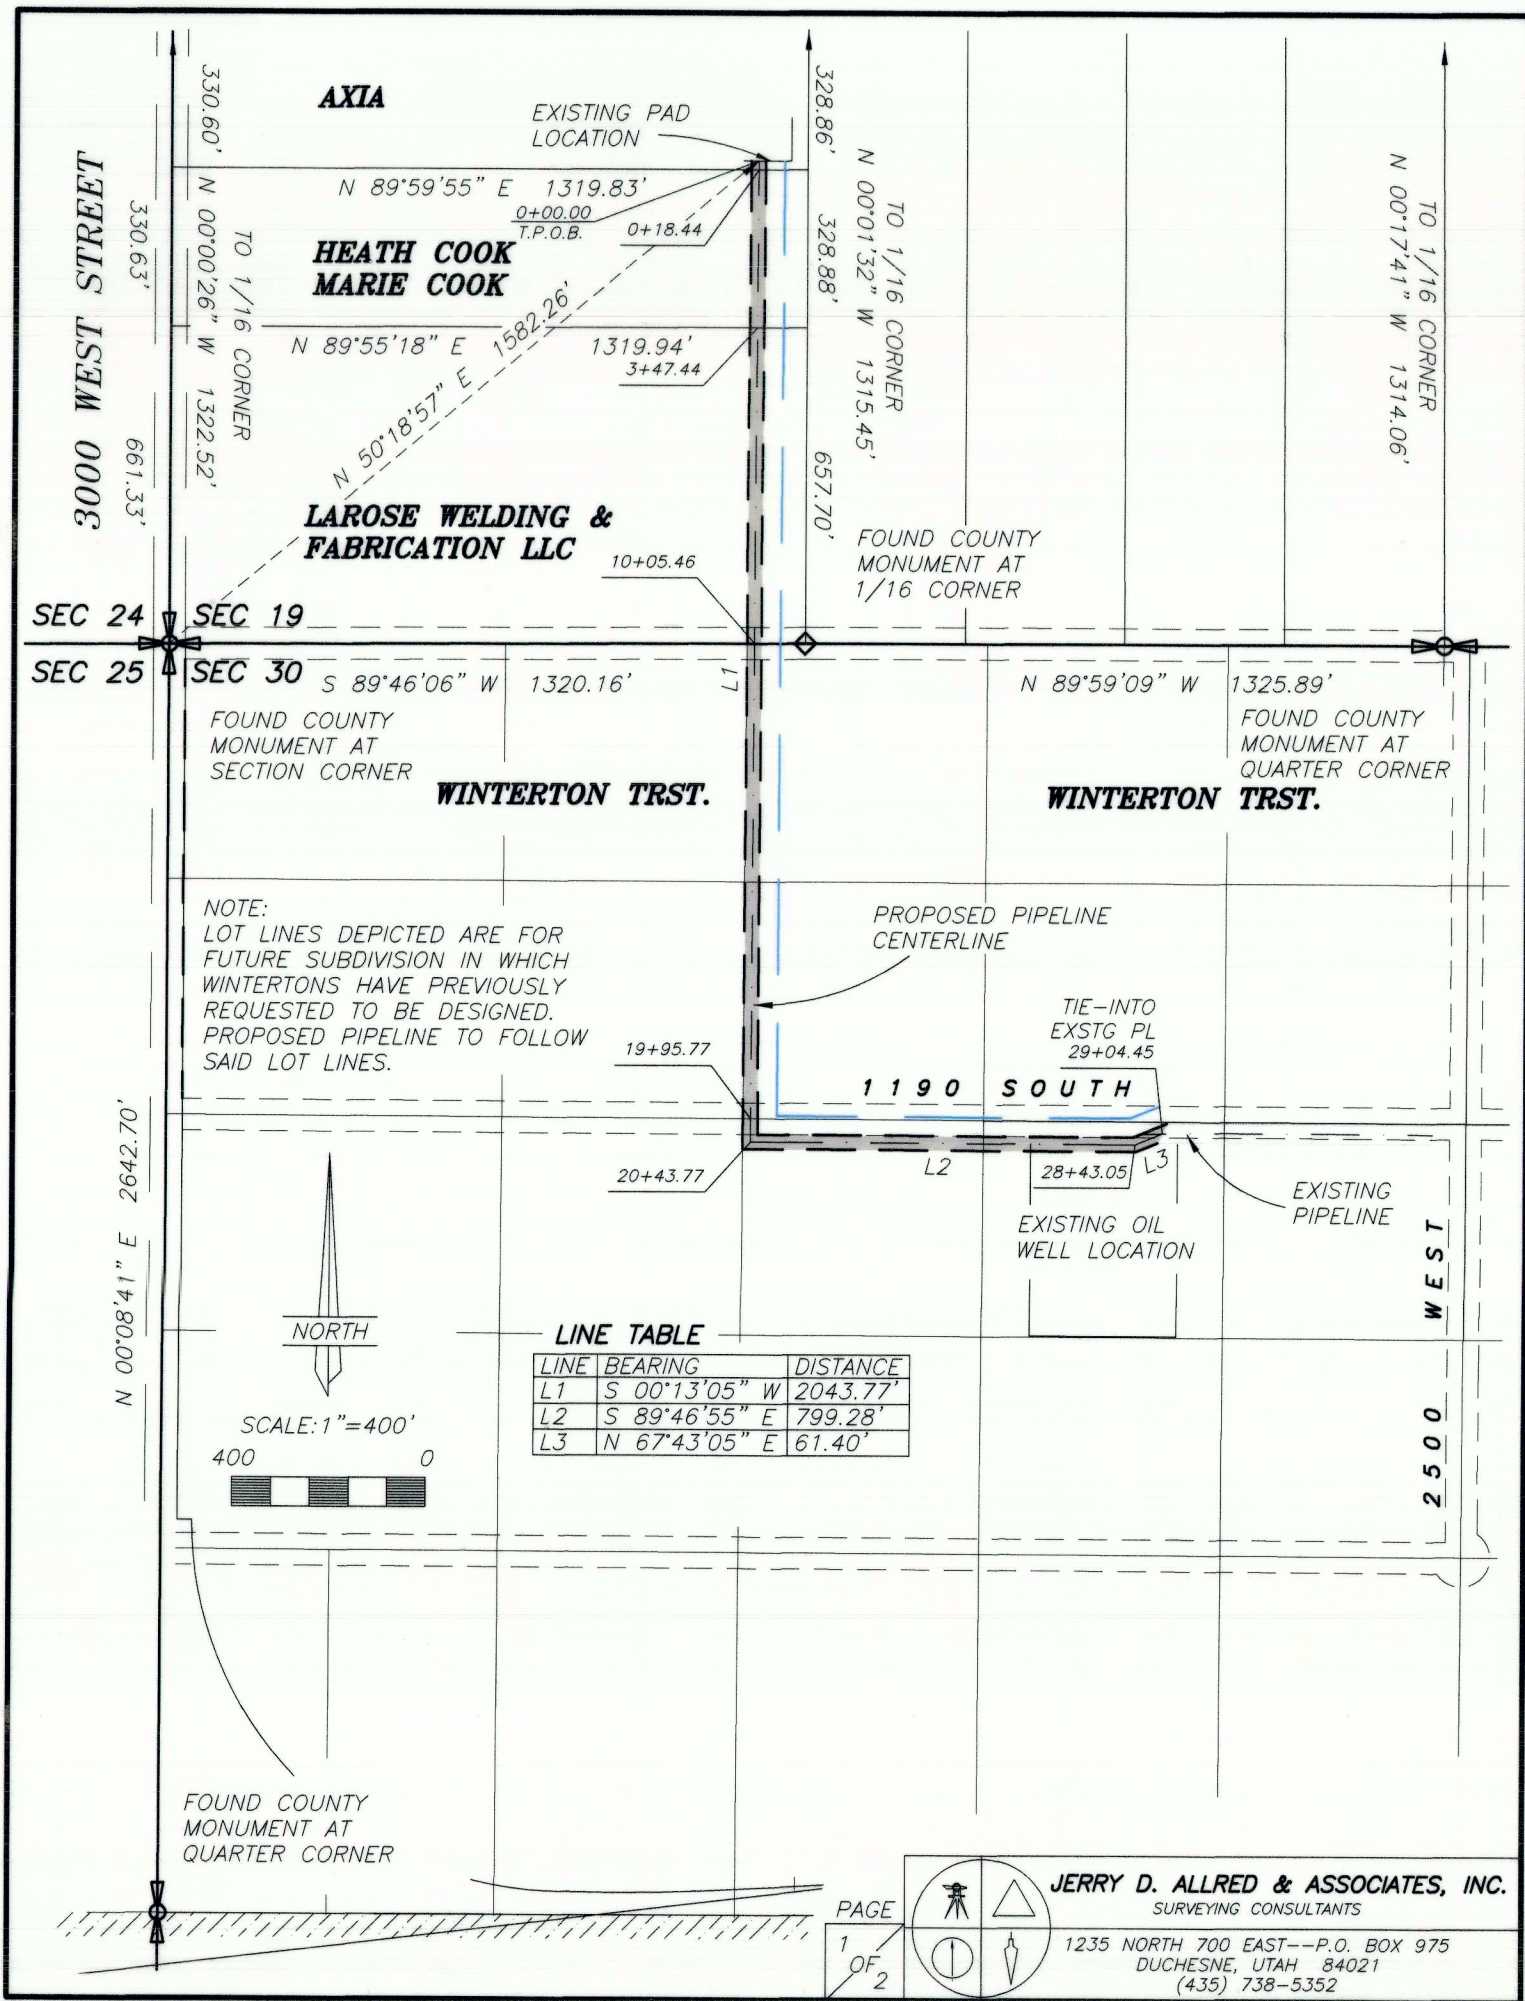 AXIA
EXISTING PAD
LOCATION
3000 WEST STREET
330.60'
330.63'
661.33'
N 00°00'26" W 1322.52'
TO 1/16 CORNER
N 89°59'55" E 1319.83'
0+00.00
T.P.O.B.
0+18.44
HEATH COOK
MARIE COOK
N 89°55'18" E 1319.94'
3+47.44
N 50°18'57" E 1582.26'
328.86'
328.88'
657.70'
N 00°01'32" W 1315.45'
TO 1/16 CORNER
N 00°17'41" W 1314.06'
TO 1/16 CORNER
LAROSE WELDING &
FABRICATION LLC
10+05.46
FOUND COUNTY
MONUMENT AT
1/16 CORNER
SEC 24
SEC 19
SEC 25
SEC 30
S 89°46'06" W 1320.16'
L1
N 89°59'09" W 1325.89'
FOUND COUNTY
MONUMENT AT
SECTION CORNER
FOUND COUNTY
MONUMENT AT
QUARTER CORNER
WINTERTON TRST.
WINTERTON TRST.
NOTE:
LOT LINES DEPICTED ARE FOR
FUTURE SUBDIVISION IN WHICH
WINTERTONS HAVE PREVIOUSLY
REQUESTED TO BE DESIGNED.
PROPOSED PIPELINE TO FOLLOW
SAID LOT LINES.
PROPOSED PIPELINE
CENTERLINE
TIE-INTO
EXSTG PL
29+04.45
19+95.77
1190 SOUTH
20+43.77
L2
28+43.05
L3
EXISTING OIL
WELL LOCATION
EXISTING
PIPELINE
2500 WEST
N 00°08'41" E 2642.70'
NORTH
SCALE: 1"=400'
400 0
LINE TABLE
LINE BEARING DISTANCE
L1 S 00°13'05" W 2043.77'
L2 S 89°46'55" E 799.28'
L3 N 67°43'05" E 61.40'
FOUND COUNTY
MONUMENT AT
QUARTER CORNER
PAGE
1
OF
2
JERRY D. ALLRED & ASSOCIATES, INC.
SURVEYING CONSULTANTS
1235 NORTH 700 EAST--P.O. BOX 975
DUCHESNE, UTAH 84021
(435) 738-5352